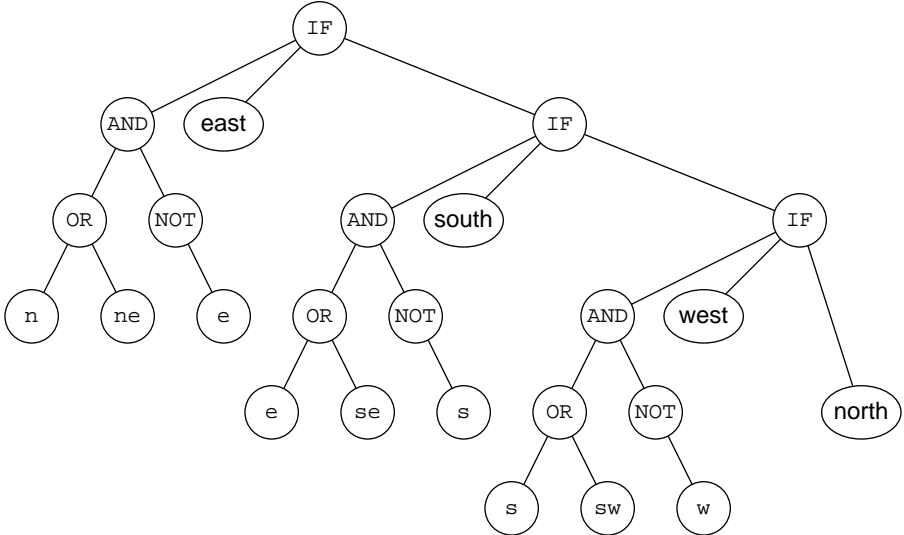 IF
AND east IF
OR NOT AND south IF
n ne e OR NOT AND west
e se s OR NOT north
s sw w